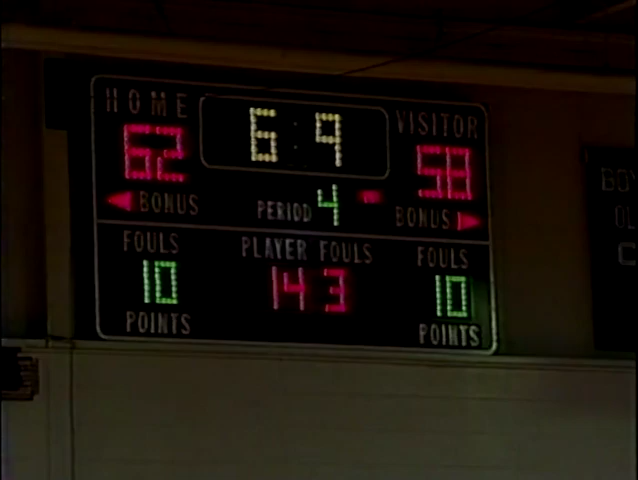 HOME 6:9 VISITOR
62 58
BONUS PERIOD 4 BONUS
FOULS PLAYER FOULS FOULS
10 14 3 10
POINTS POINTS